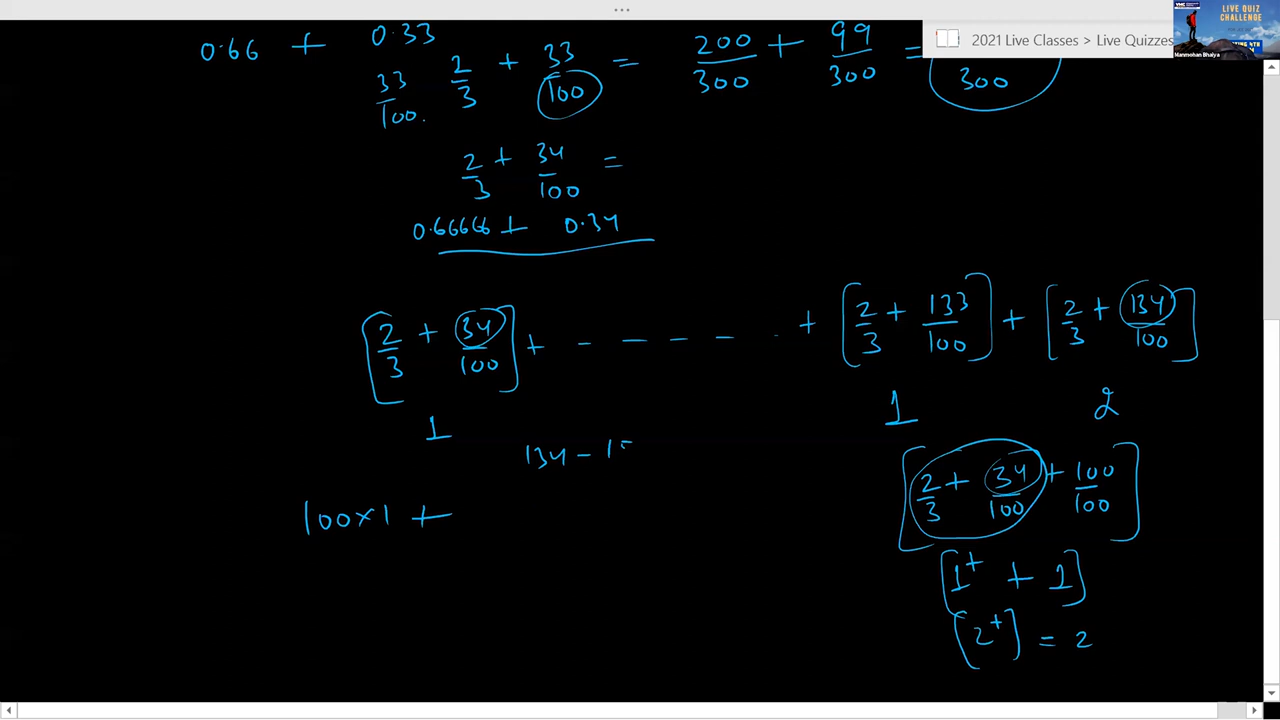 0.66 + 0.33
33/100. 2/3 + 33/100 = 200/300 + 99/300 = 300
2/3 + 34/100 =
0.66666 + 0.34
[2/3 + 34/100] + - - - - . + [2/3 + 133/100] + [2/3 + 134/100]
1 1 2
134 - 1
[2/3 + 34/100 + 100/100]
100×1 +
[1⁺ + 1]
[2⁺] = 2
2021 Live Classes > Live Quizzes
VMC
LIVE QUIZ
CHALLENGE
Manmohan Bhaiya